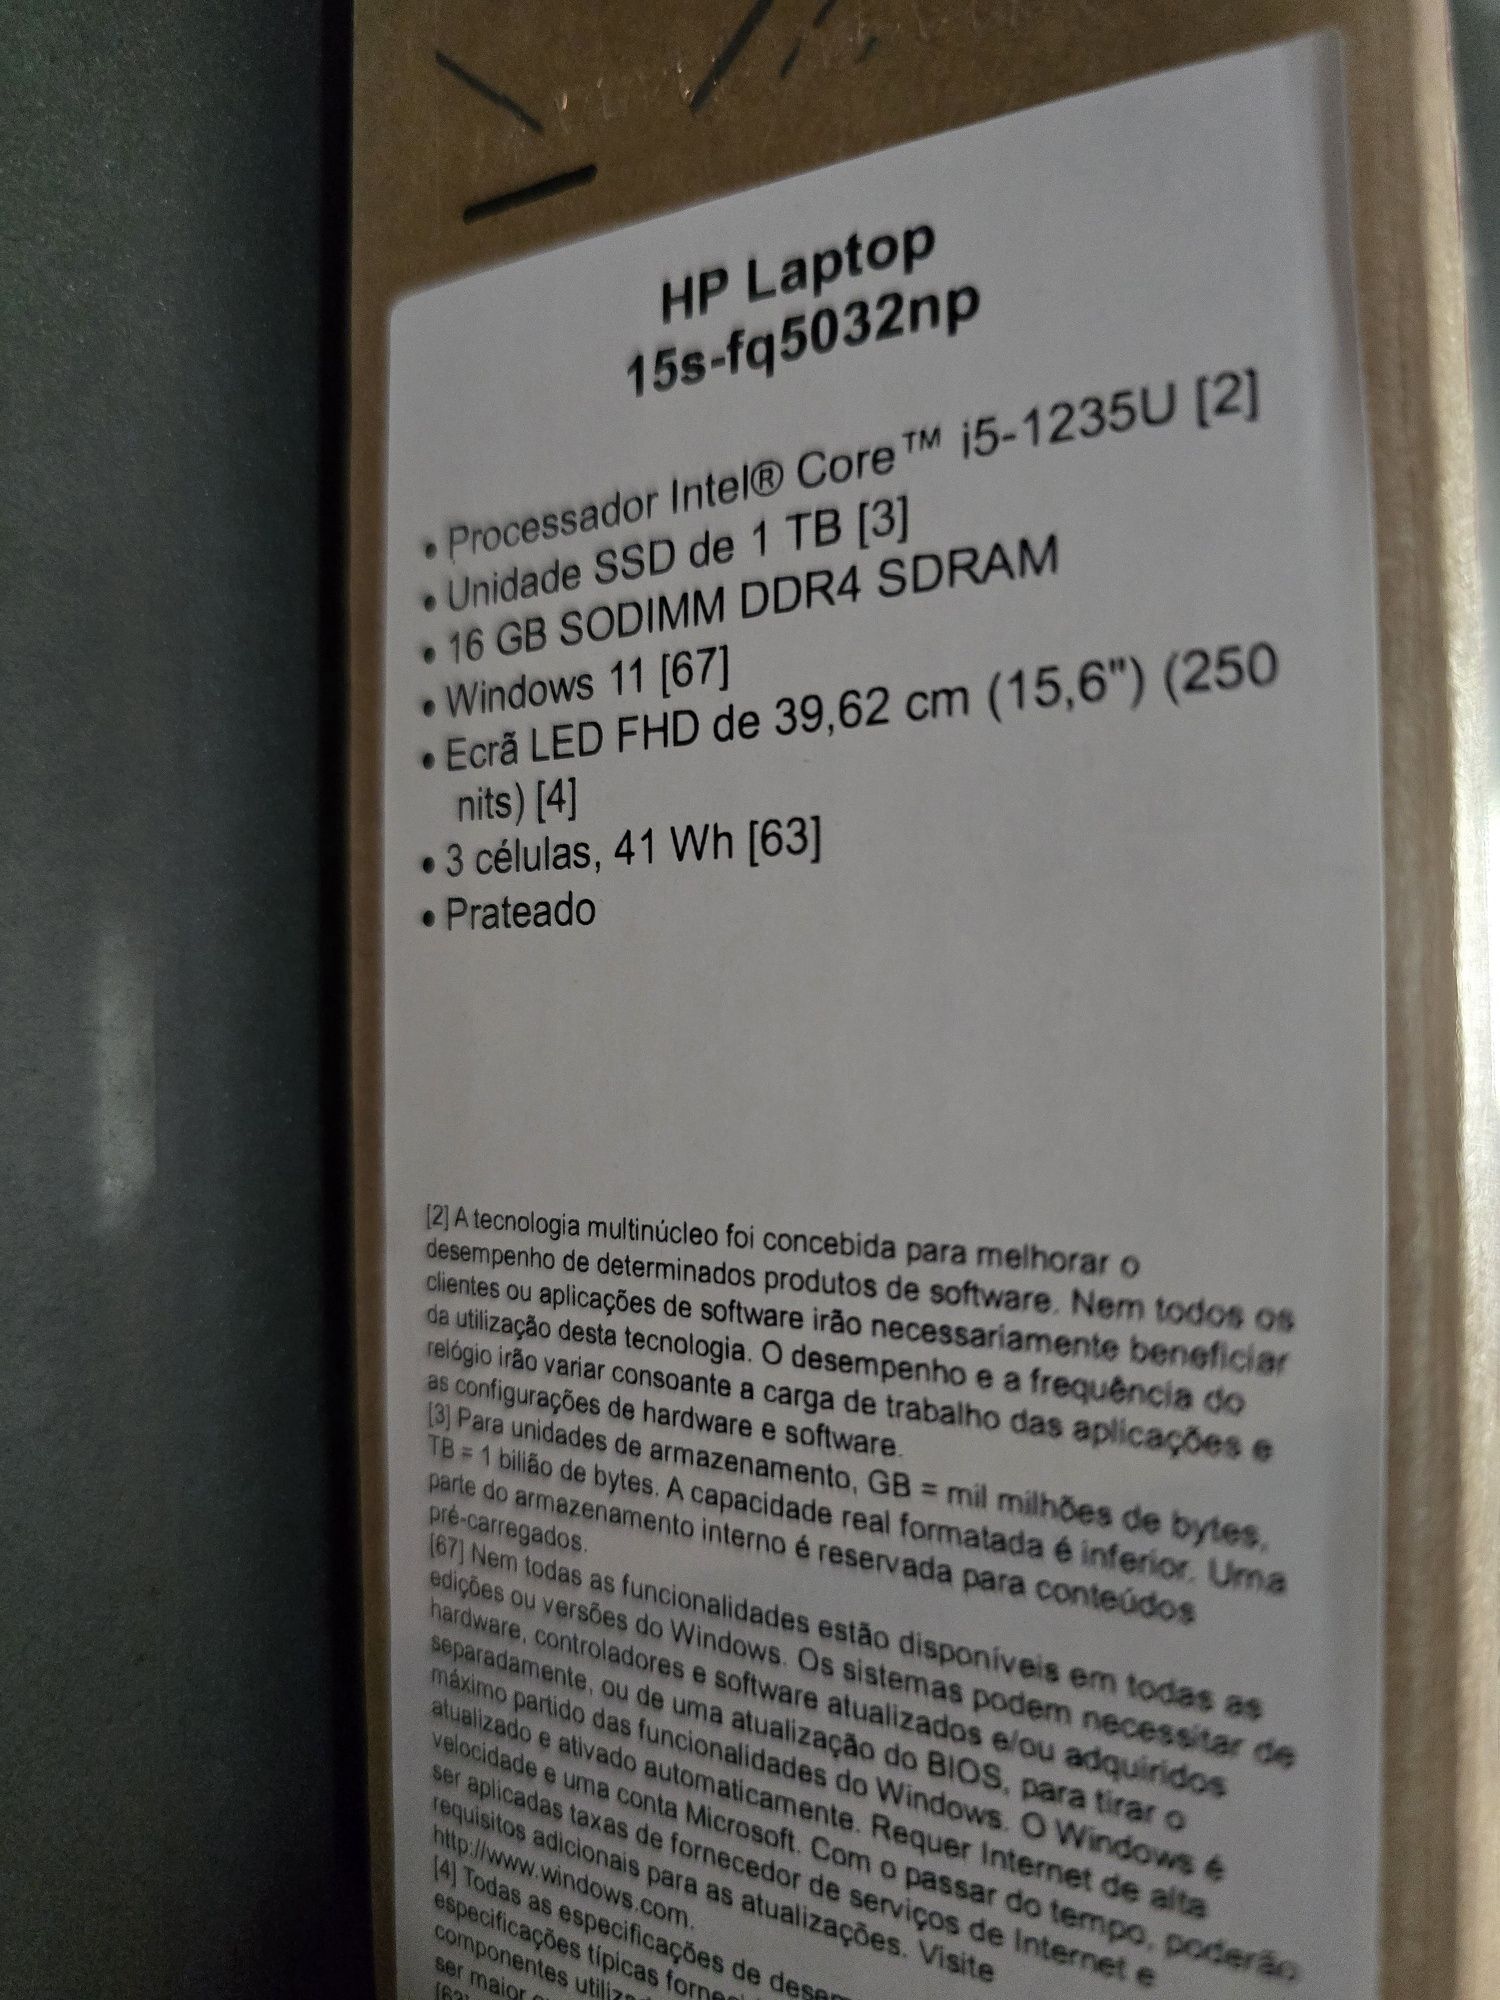 HP Laptop
15s-fq5032np
• Processador Intel® Core™ i5-1235U [2]
• Unidade SSD de 1 TB [3]
• 16 GB SODIMM DDR4 SDRAM
• Windows 11 [67]
• Ecrã LED FHD de 39,62 cm (15,6") (250
nits) [4]
• 3 células, 41 Wh [63]
• Prateado
[2] A tecnologia multinúcleo foi concebida para melhorar o
desempenho de determinados produtos de software. Nem todos os
clientes ou aplicações de software irão necessariamente beneficiar
da utilização desta tecnologia. O desempenho e a frequência do
relógio irão variar consoante a carga de trabalho das aplicações e
as configurações de hardware e software.
[3] Para unidades de armazenamento, GB = mil milhões de bytes,
TB = 1 bilião de bytes. A capacidade real formatada é inferior. Uma
parte do armazenamento interno é reservada para conteúdos
pré-carregados.
[67] Nem todas as funcionalidades estão disponíveis em todas as
edições ou versões do Windows. Os sistemas podem necessitar de
hardware, controladores e software atualizados e/ou adquiridos
separadamente, ou de uma atualização do BIOS, para tirar o
máximo partido das funcionalidades do Windows. O Windows é
atualizado e ativado automaticamente. Requer Internet de alta
velocidade e uma conta Microsoft. Com o passar do tempo, poderão
ser aplicadas taxas de fornecedor de serviços de Internet e
requisitos adicionais para as atualizações. Visite
http://www.windows.com.
[4] Todas as especificações de
especificações típicas
componentes
ser maior